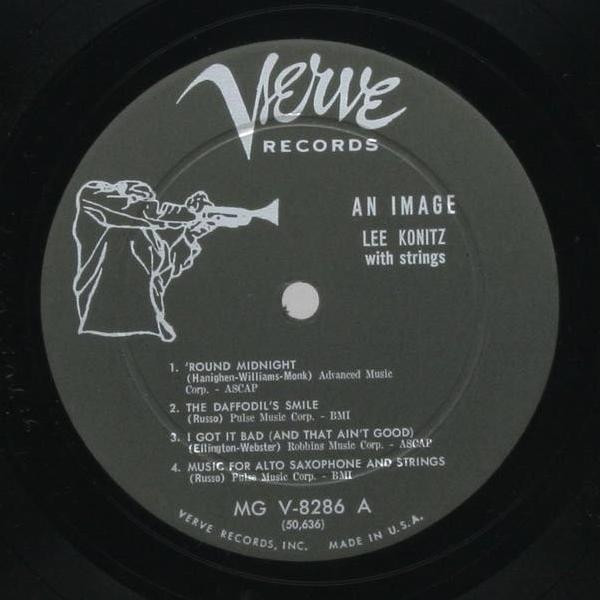 Verve
RECORDS
AN IMAGE
LEE KONITZ
with strings
1. 'ROUND MIDNIGHT
(Hanighen-Williams-Monk) Advanced Music
Corp. - ASCAP
2. THE DAFFODIL'S SMILE
(Russo) Pulse Music Corp. - BMI
3. I GOT IT BAD (AND THAT AIN'T GOOD)
(Ellington-Webster) Robbins Music Corp. - ASCAP
4. MUSIC FOR ALTO SAXOPHONE AND STRINGS
(Russo) Pulse Music Corp. - BMI
MG V-8286 A
(50,636)
VERVE RECORDS, INC. MADE IN U.S.A.